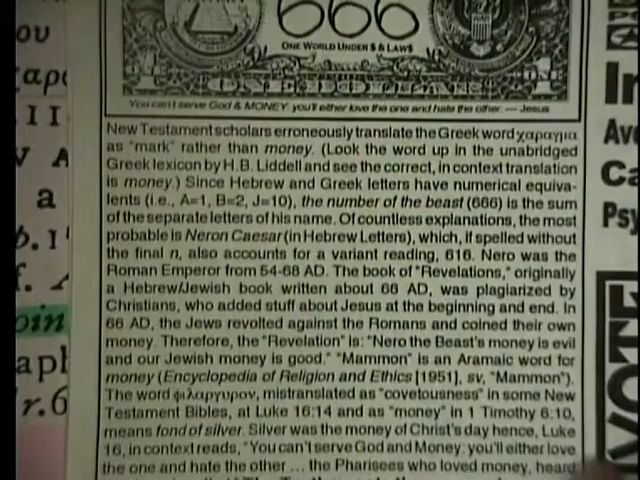 666
ONE WORLD UNDER $ & LAW$
ONE DOLLAR
You can't serve God & MONEY: you'll either love the one and hate the other. — Jesus
New Testament scholars erroneously translate the Greek word χαραγμα
as "mark" rather than money. (Look the word up in the unabridged
Greek lexicon by H.B. Liddell and see the correct, in context translation
is money.) Since Hebrew and Greek letters have numerical equiva-
lents (i.e., A=1, B=2, J=10), the number of the beast (666) is the sum
of the separate letters of his name. Of countless explanations, the most
probable is Neron Caesar (in Hebrew Letters), which, if spelled without
the final n, also accounts for a variant reading, 616. Nero was the
Roman Emperor from 54-68 AD. The book of "Revelations," originally
a Hebrew/Jewish book written about 66 AD, was plagiarized by
Christians, who added stuff about Jesus at the beginning and end. In
66 AD, the Jews revolted against the Romans and coined their own
money. Therefore, the "Revelation" is: "Nero the Beast's money is evil
and our Jewish money is good." "Mammon" is an Aramaic word for
money (Encyclopedia of Religion and Ethics [1951], sv, "Mammon").
The word φιλαργυρον, mistranslated as "covetousness" in some New
Testament Bibles, at Luke 16:14 and as "money" in 1 Timothy 6:10,
means fond of silver. Silver was the money of Christ's day hence, Luke
16, in context reads, "You can't serve God and Money: you'll either love
the one and hate the other ... the Pharisees who loved money, heard
ου
χαρα
II
V A
a
b. I
f. A
oin
aph
r.6
In
Av
Ca
Psy
VOTE